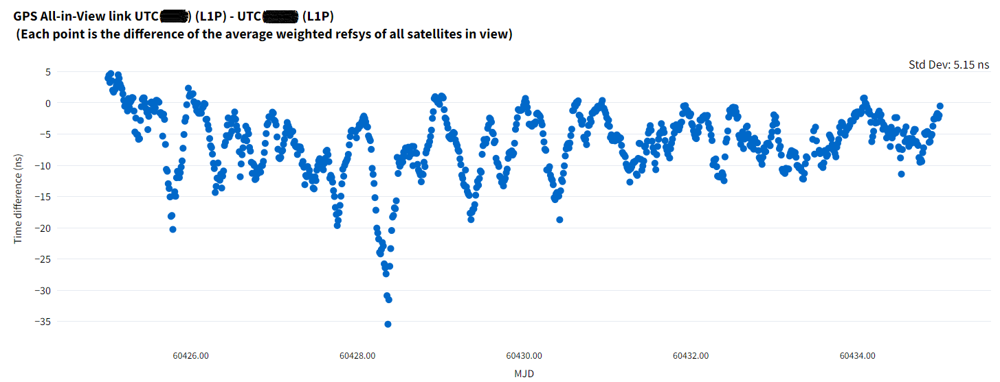 GPS All-in-View link UTC( ) (L1P) - UTC( (L1P)
(Each point is the difference of the average weighted refsys of all satellites in view)
Std Dev: 5.15 ns
5
0
−5
−10
−15
−20
−25
−30
−35
Time difference (ns)
60426.00 60428.00 60430.00 60432.00 60434.00
MJD